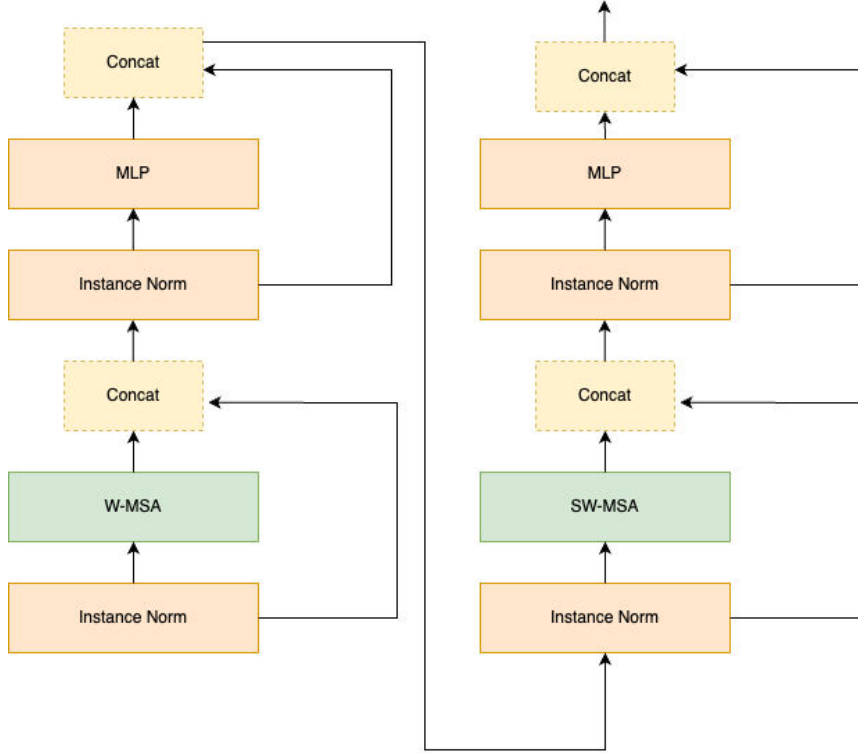 Concat
MLP
Instance Norm
Concat
W-MSA
Instance Norm
Concat
MLP
Instance Norm
Concat
SW-MSA
Instance Norm